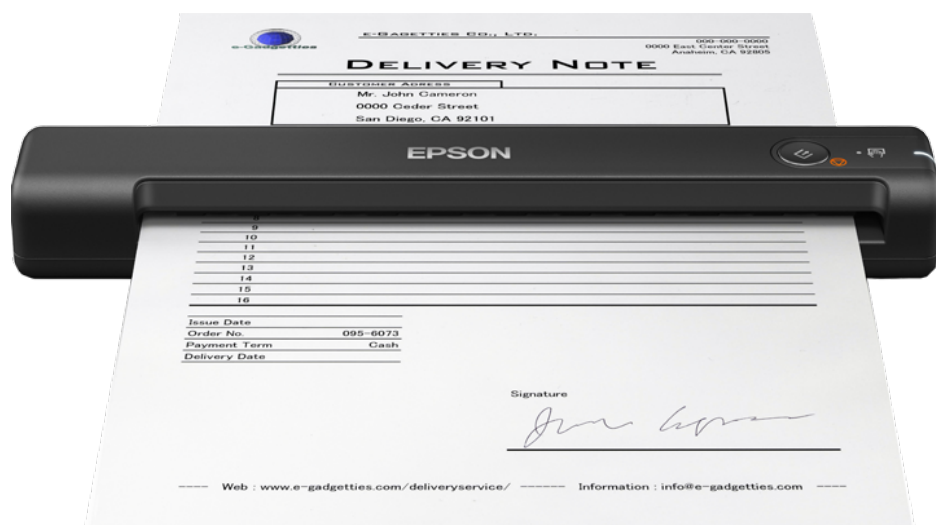 e-Gadgetties
E-GAGETTIES CO., LTD.
000-000-0000
0000 East Center Street
Anaheim, CA 92805
DELIVERY NOTE
CUSTOMER ADRESS
Mr. John Cameron
0000 Ceder Street
San Diego, CA 92101
EPSON
8
9
10
11
12
13
14
15
16
Issue Date
Order No. 095-6073
Payment Term Cash
Delivery Date
Signature
---- Web : www.e-gadgetties.com/deliveryservice/ ------ Information : info@e-gadgetties.com ----